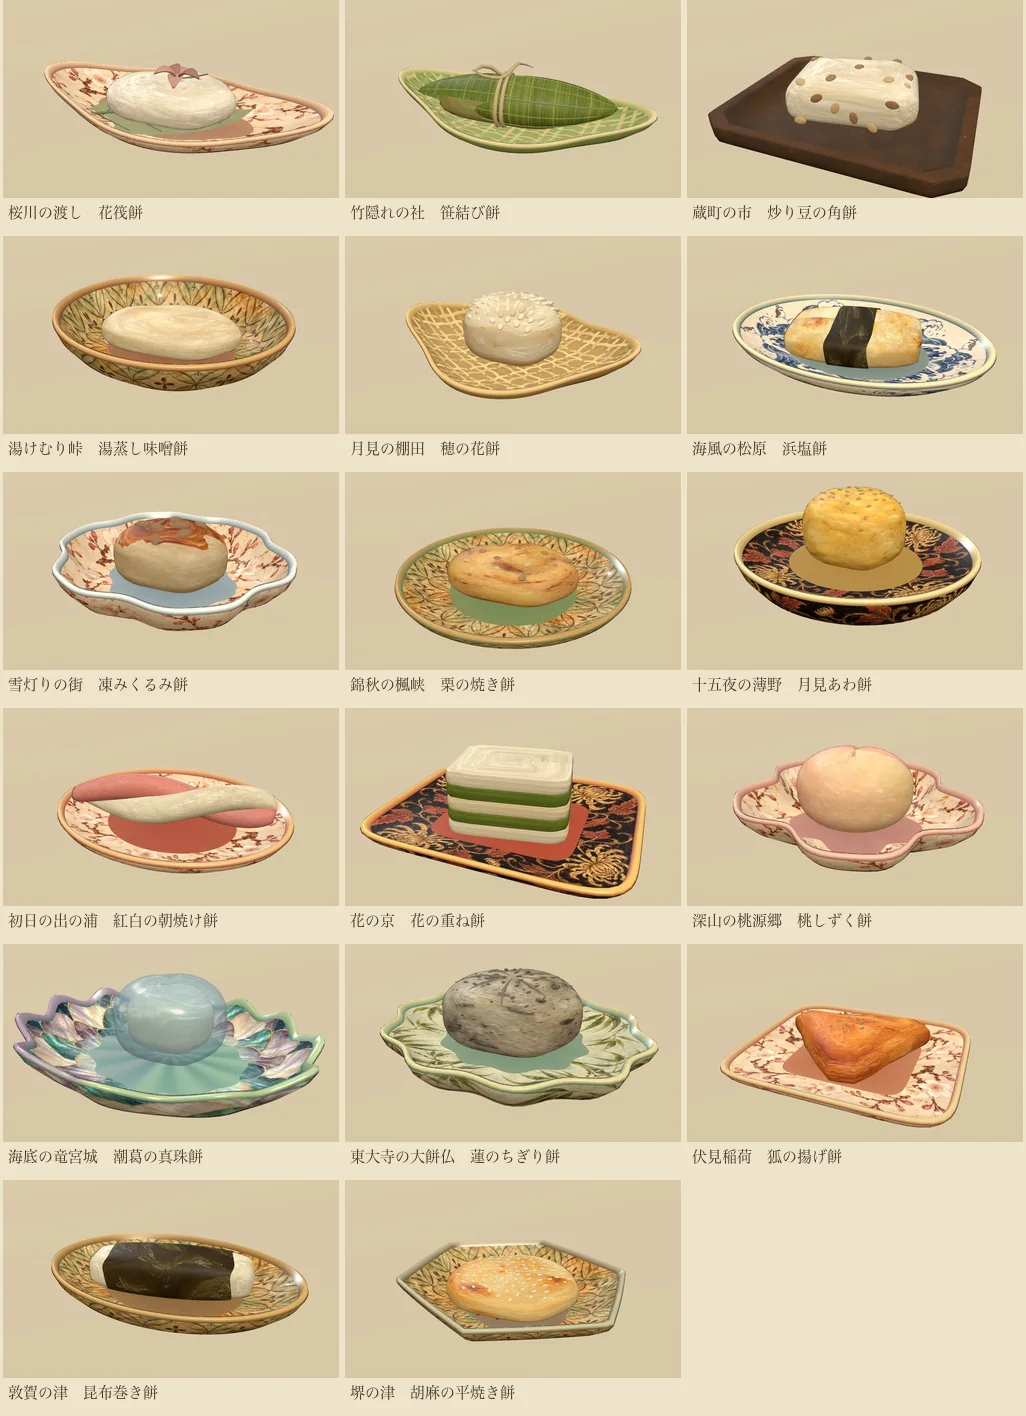 桜川の渡し　花筏餅
竹隠れの社　笹結び餅
蔵町の市　炒り豆の角餅
湯けむり峠　湯蒸し味噌餅
月見の棚田　穂の花餅
海風の松原　浜塩餅
雪灯りの街　凍みくるみ餅
錦秋の楓峡　栗の焼き餅
十五夜の薄野　月見あわ餅
初日の出の浦　紅白の朝焼け餅
花の京　花の重ね餅
深山の桃源郷　桃しずく餅
海底の竜宮城　潮葛の真珠餅
東大寺の大餅仏　蓮のちぎり餅
伏見稲荷　狐の揚げ餅
敦賀の津　昆布巻き餅
堺の津　胡麻の平焼き餅